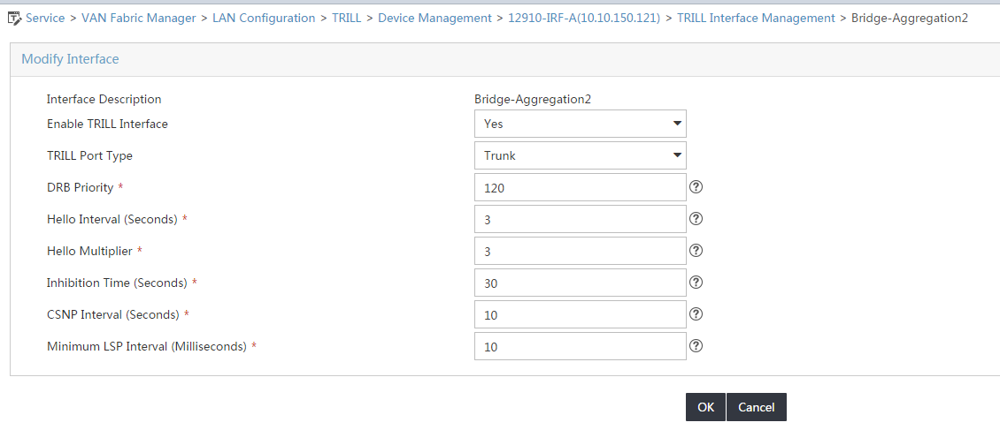 Service > VAN Fabric Manager > LAN Configuration > TRILL > Device Management > 12910-IRF-A(10.10.150.121) > TRILL Interface Management > Bridge-Aggregation2
Modify Interface
Interface Description Bridge-Aggregation2
Enable TRILL Interface Yes
TRILL Port Type Trunk
DRB Priority * 120
Hello Interval (Seconds) * 3
Hello Multiplier * 3
Inhibition Time (Seconds) * 30
CSNP Interval (Seconds) * 10
Minimum LSP Interval (Milliseconds) * 10
OK Cancel